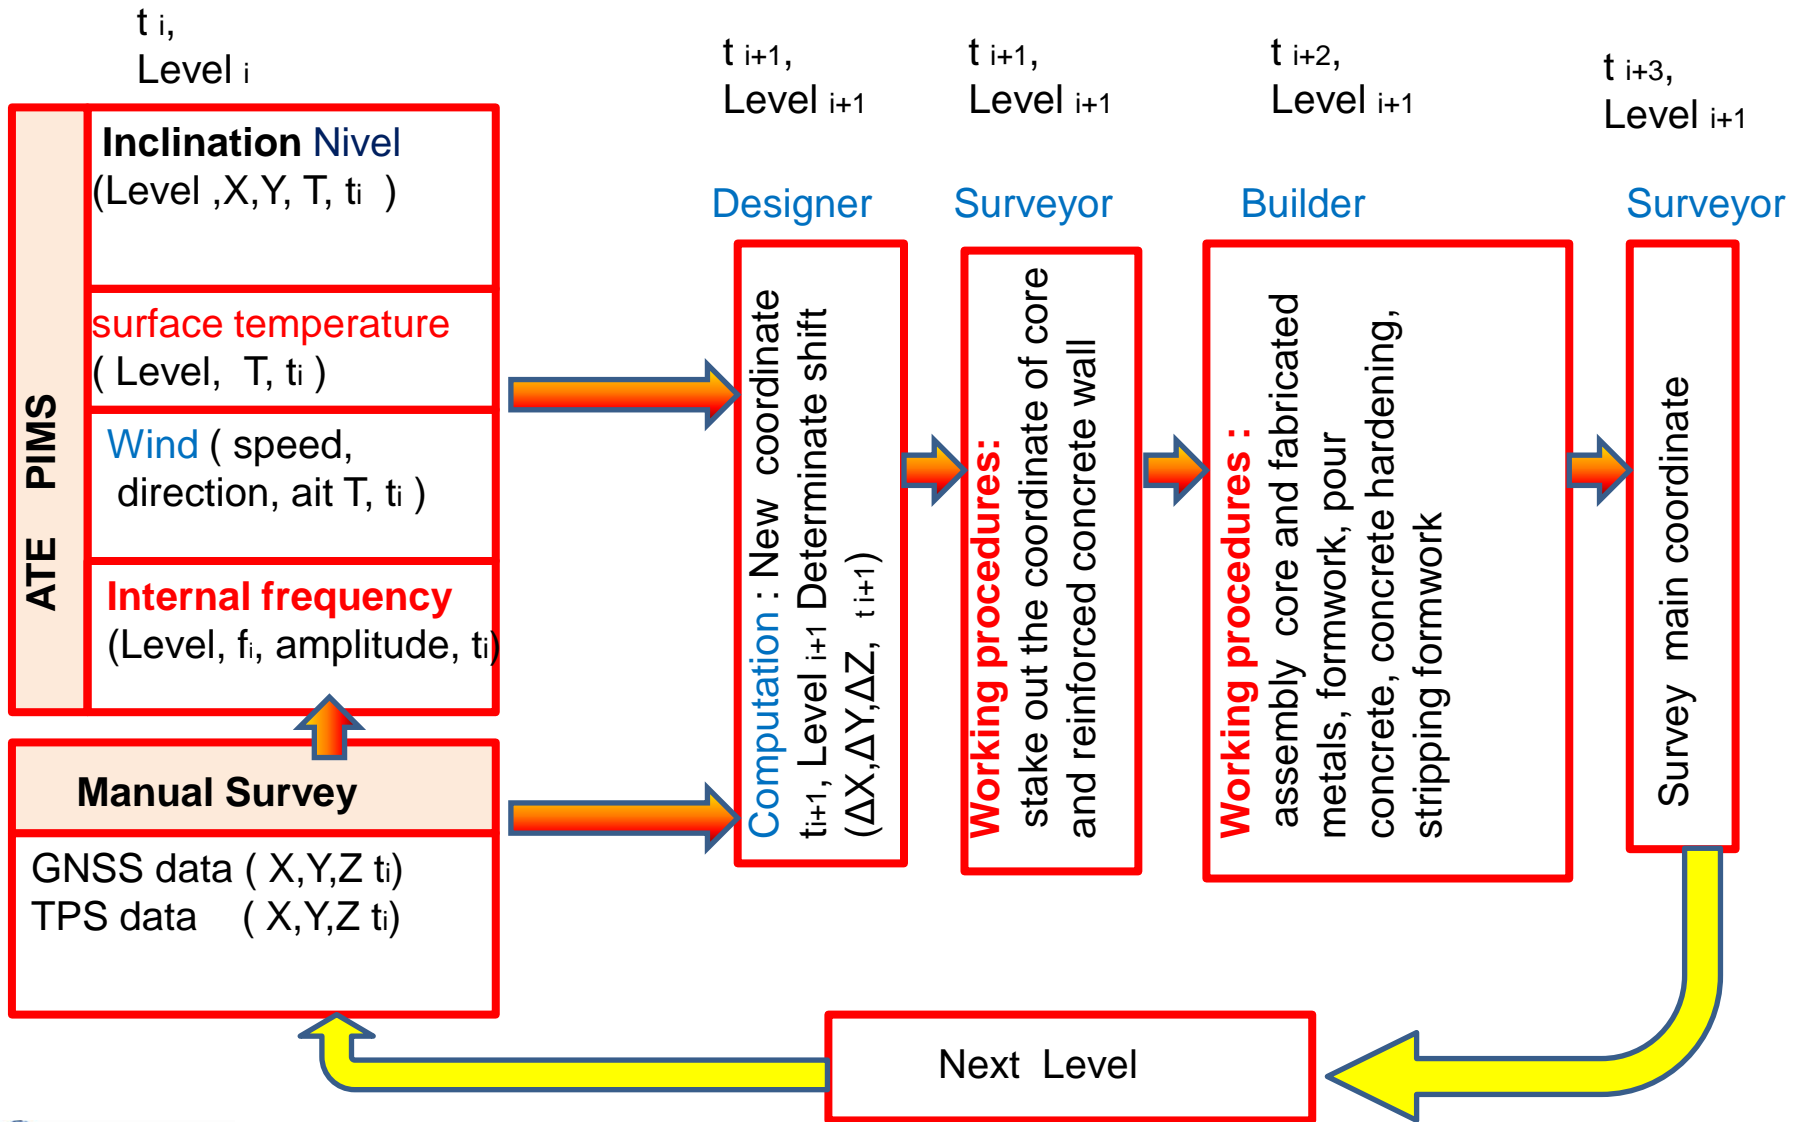 t i,
Level i
t i+1,
Level i+1
t i+1,
Level i+1
t i+2,
Level i+1
t i+3,
Level i+1
Designer
Surveyor
Builder
Surveyor
ATE PIMS
Inclination Nivel
(Level ,X,Y, T, ti )
surface temperature
( Level, T, ti )
Wind ( speed,
direction, ait T, ti )
Internal frequency
(Level, fi, amplitude, ti)
Manual Survey
GNSS data ( X,Y,Z ti)
TPS data ( X,Y,Z ti)
Computation : New coordinate
ti+1, Level i+1 Determinate shift
(ΔX,ΔY,ΔZ, t i+1)
Working procedures:
stake out the coordinate of core
and reinforced concrete wall
Working procedures :
assembly core and fabricated
metals, formwork, pour
concrete, concrete hardening,
stripping formwork
Survey main coordinate
Next Level